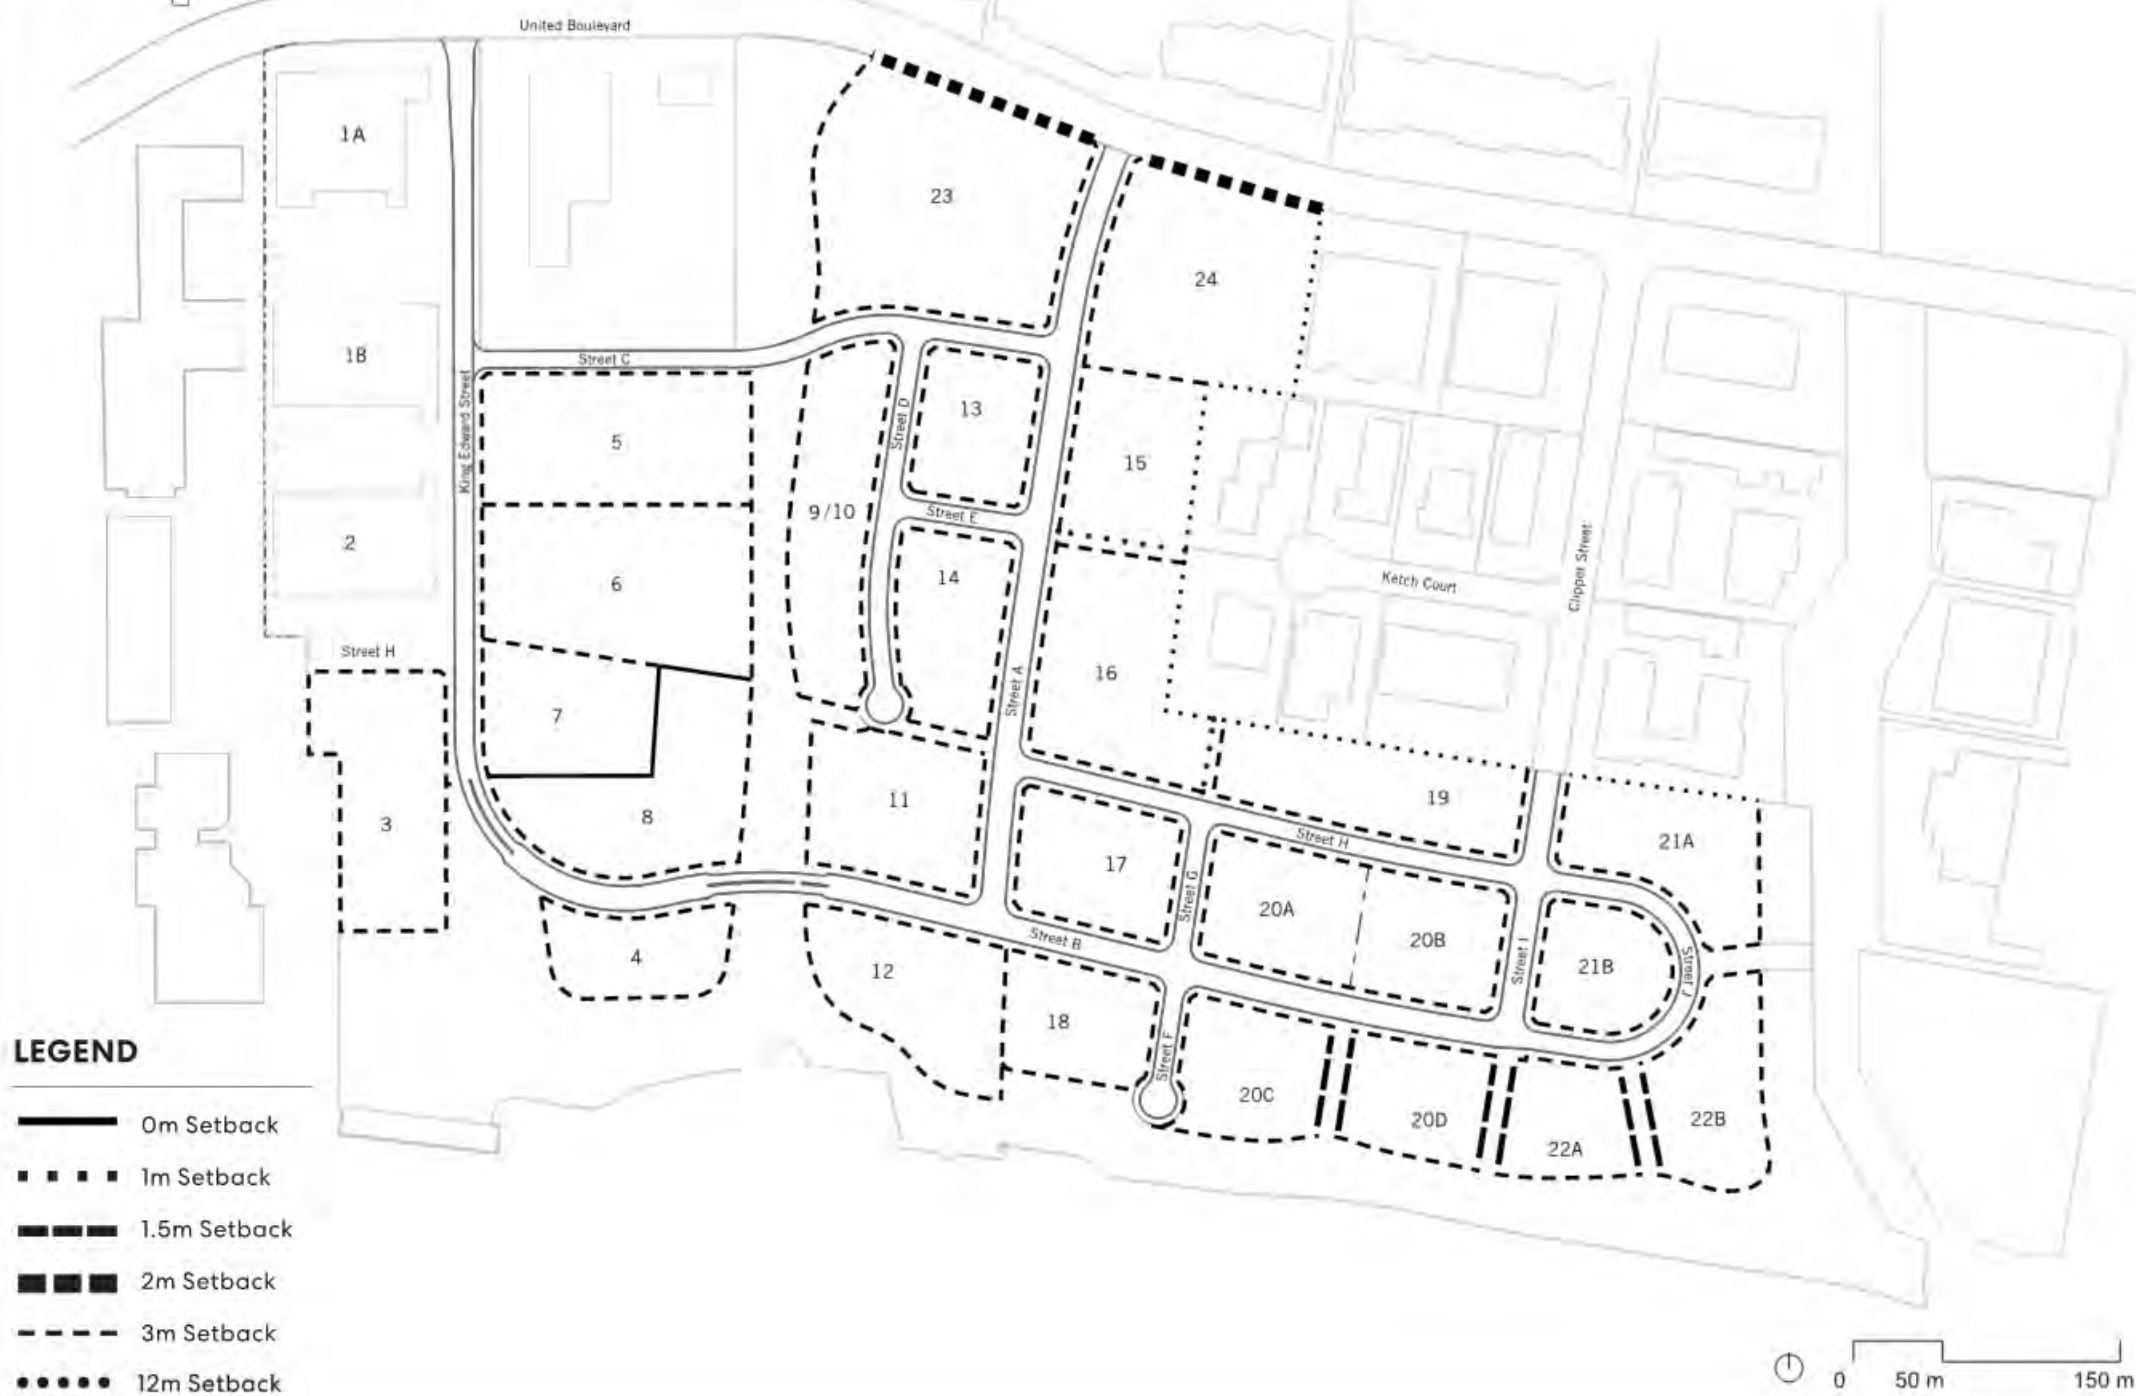 United Boulevard
1A
23
24
1B
Street C
King Edward Street
5
13
Street D
15
9/10
Street E
2
6
14
Ketch Court
Clipper Street
Street H
7
Street A
16
3
8
11
19
Street H
21A
17
Street G
20A
20B
Street B
4
12
Street I
21B
Street J
18
Street F
20C
20D
22A
22B
LEGEND
0m Setback
1m Setback
1.5m Setback
2m Setback
3m Setback
12m Setback
0 50 m 150 m